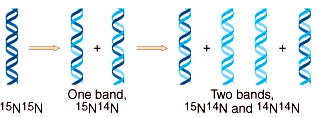 + + + +
One band, Two bands,
¹⁵N¹⁵N ¹⁵N¹⁴N ¹⁵N¹⁴N and ¹⁴N¹⁴N